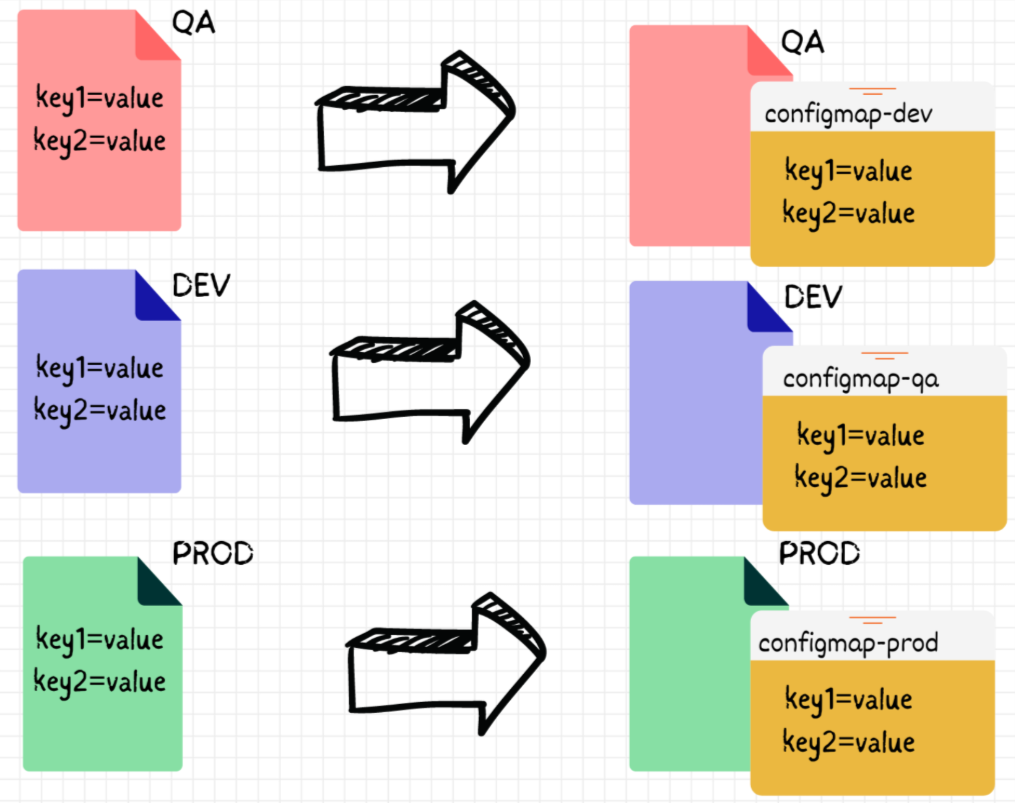 QA
key1=value
key2=value
QA
configmap-dev
key1=value
key2=value
DEV
key1=value
key2=value
DEV
configmap-qa
key1=value
key2=value
PROD
key1=value
key2=value
PROD
configmap-prod
key1=value
key2=value